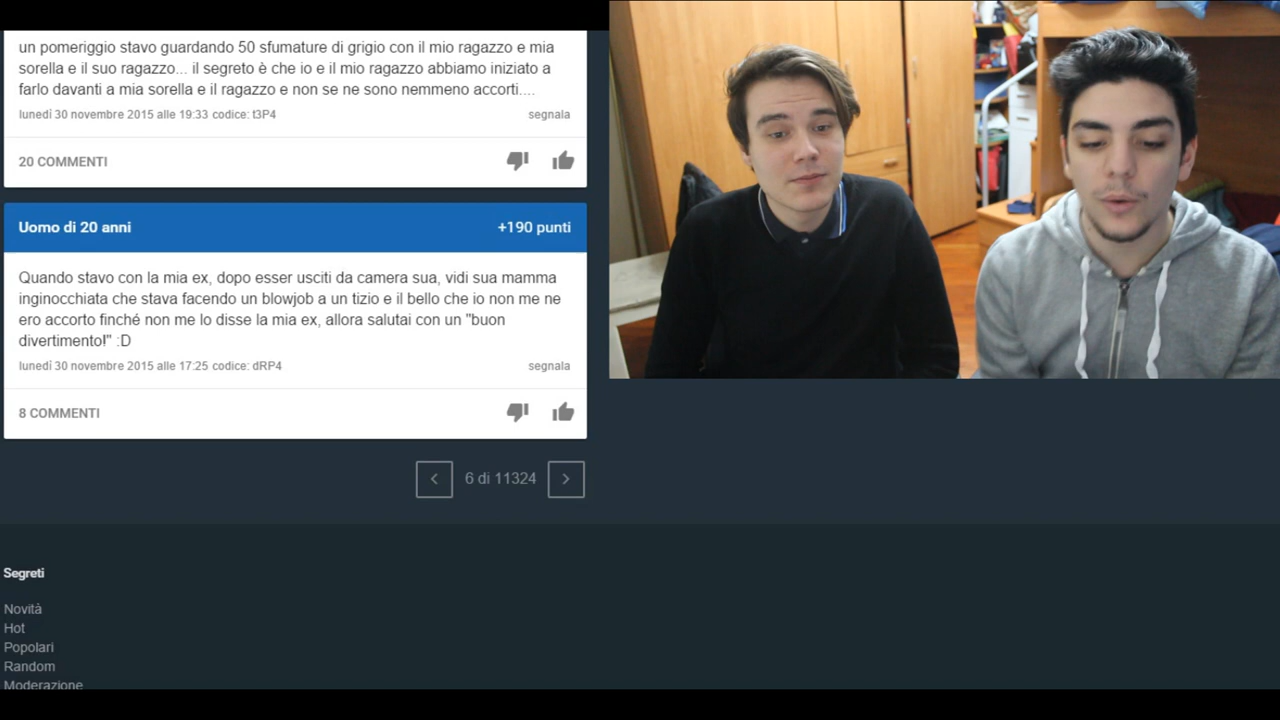 un pomeriggio stavo guardando 50 sfumature di grigio con il mio ragazzo e mia
sorella e il suo ragazzo... il segreto è che io e il mio ragazzo abbiamo iniziato a
farlo davanti a mia sorella e il ragazzo e non se ne sono nemmeno accorti....
lunedì 30 novembre 2015 alle 19:33 codice: t3P4 segnala
20 COMMENTI
Uomo di 20 anni +190 punti
Quando stavo con la mia ex, dopo esser usciti da camera sua, vidi sua mamma
inginocchiata che stava facendo un blowjob a un tizio e il bello che io non me ne
ero accorto finché non me lo disse la mia ex, allora salutai con un "buon
divertimento!" :D
lunedì 30 novembre 2015 alle 17:25 codice: dRP4 segnala
8 COMMENTI
6 di 11324
Segreti
Novità
Hot
Popolari
Random
Moderazione